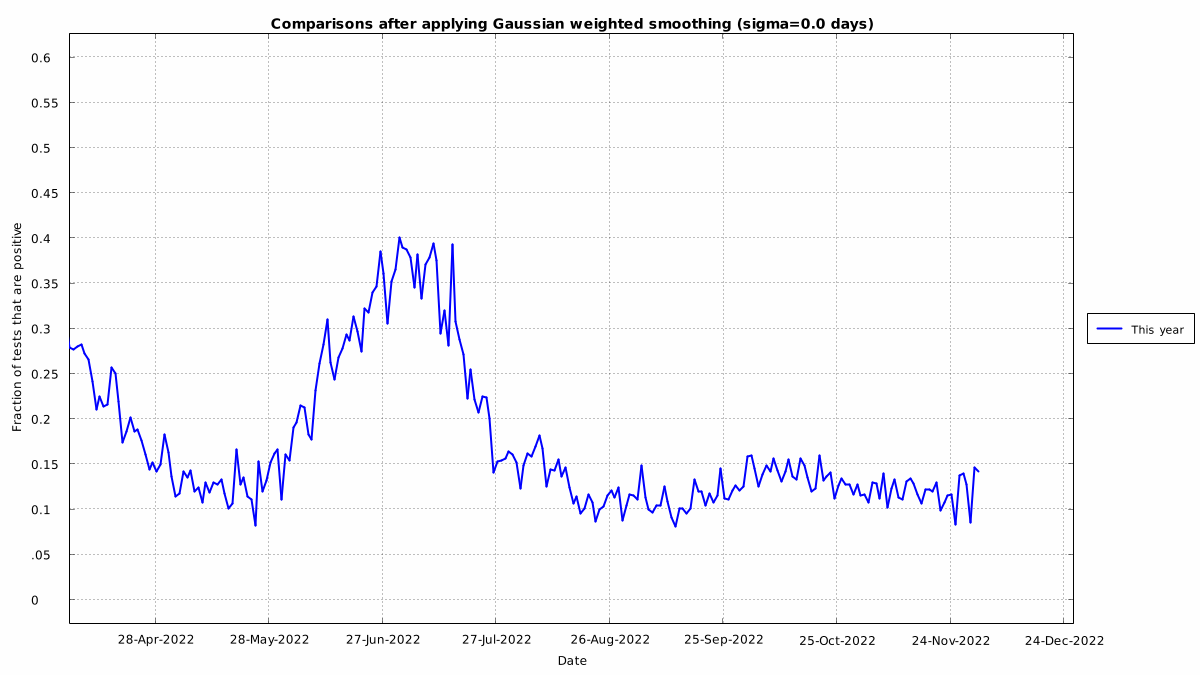 Comparisons after applying Gaussian weighted smoothing (sigma=0.0 days)
Fraction of tests that are positive
0.6
0.55
0.5
0.45
0.4
0.35
0.3
0.25
0.2
0.15
0.1
.05
0
28-Apr-2022 28-May-2022 27-Jun-2022 27-Jul-2022 26-Aug-2022 25-Sep-2022 25-Oct-2022 24-Nov-2022 24-Dec-2022
Date
This year